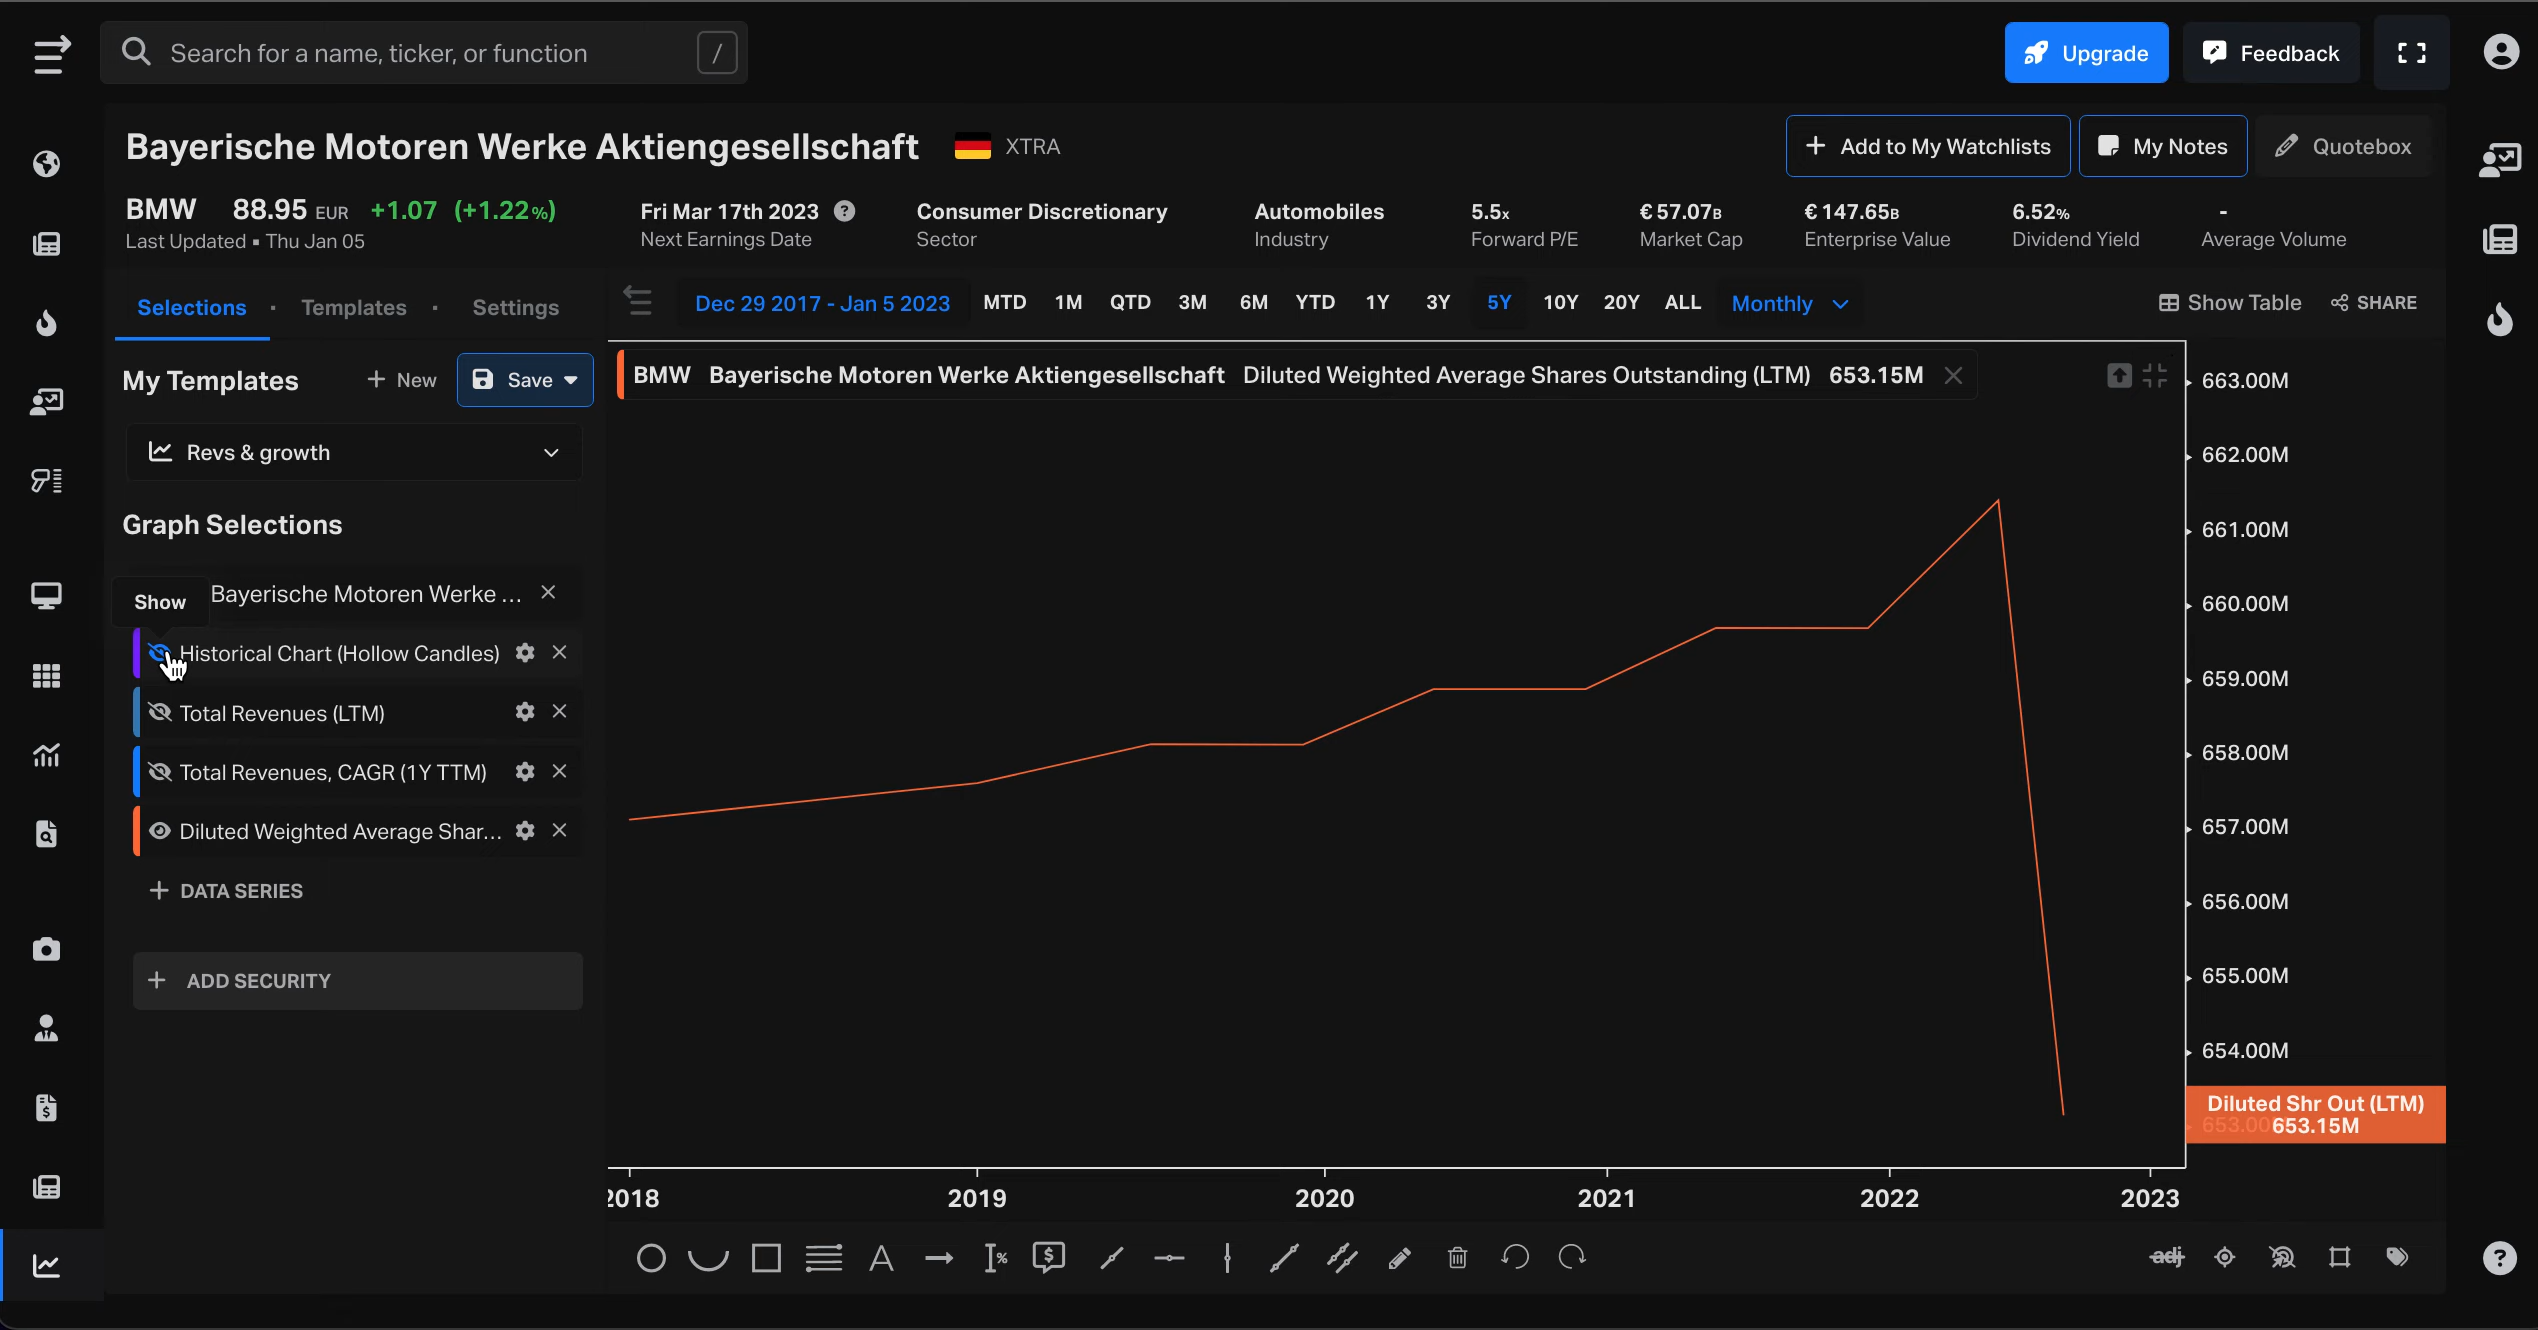 Search for a name, ticker, or function /
Upgrade
Feedback
Bayerische Motoren Werke Aktiengesellschaft XTRA
+ Add to My Watchlists
My Notes
Quotebox
BMW 88.95 EUR +1.07 (+1.22%)
Last Updated ▪ Thu Jan 05
Fri Mar 17th 2023 ?
Next Earnings Date
Consumer Discretionary
Sector
Automobiles
Industry
5.5x
Forward P/E
€ 57.07B
Market Cap
€ 147.65B
Enterprise Value
6.52%
Dividend Yield
-
Average Volume
Selections · Templates · Settings
Dec 29 2017 - Jan 5 2023 MTD 1M QTD 3M 6M YTD 1Y 3Y 5Y 10Y 20Y ALL Monthly
Show Table SHARE
My Templates + New Save
Revs & growth
Graph Selections
Show
Bayerische Motoren Werke ...
Historical Chart (Hollow Candles)
Total Revenues (LTM)
Total Revenues, CAGR (1Y TTM)
Diluted Weighted Average Shar...
+ DATA SERIES
+ ADD SECURITY
BMW Bayerische Motoren Werke Aktiengesellschaft Diluted Weighted Average Shares Outstanding (LTM) 653.15M
663.00M
662.00M
661.00M
660.00M
659.00M
658.00M
657.00M
656.00M
655.00M
654.00M
Diluted Shr Out (LTM)
653.15M
2018 2019 2020 2021 2022 2023
A % $ adj ?